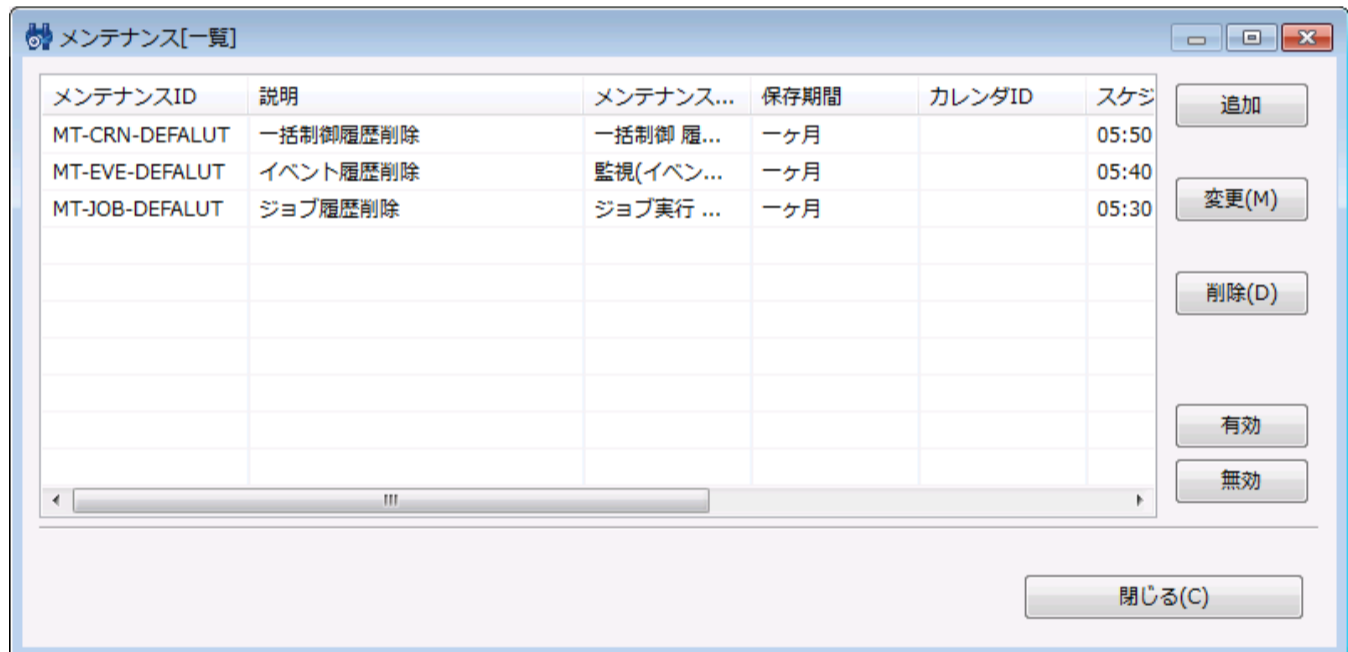 メンテナンス[一覧]
メンテナンスID 説明 メンテナンス... 保存期間 カレンダID スケジ
MT-CRN-DEFALUT 一括制御履歴削除 一括制御 履... 一ヶ月 05:50
MT-EVE-DEFALUT イベント履歴削除 監視(イベン... 一ヶ月 05:40
MT-JOB-DEFALUT ジョブ履歴削除 ジョブ実行 ... 一ヶ月 05:30
追加
変更(M)
削除(D)
有効
無効
閉じる(C)